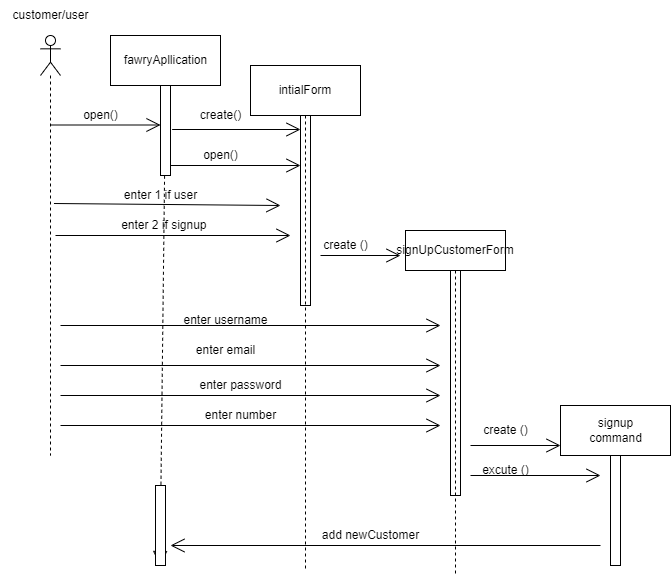 customer/user
fawryApllication
intialForm
open()
create()
open()
enter 1 if user
enter 2 if signup
create ()
signUpCustomerForm
enter username
enter email
enter password
enter number
create ()
signup
command
excute ()
add newCustomer